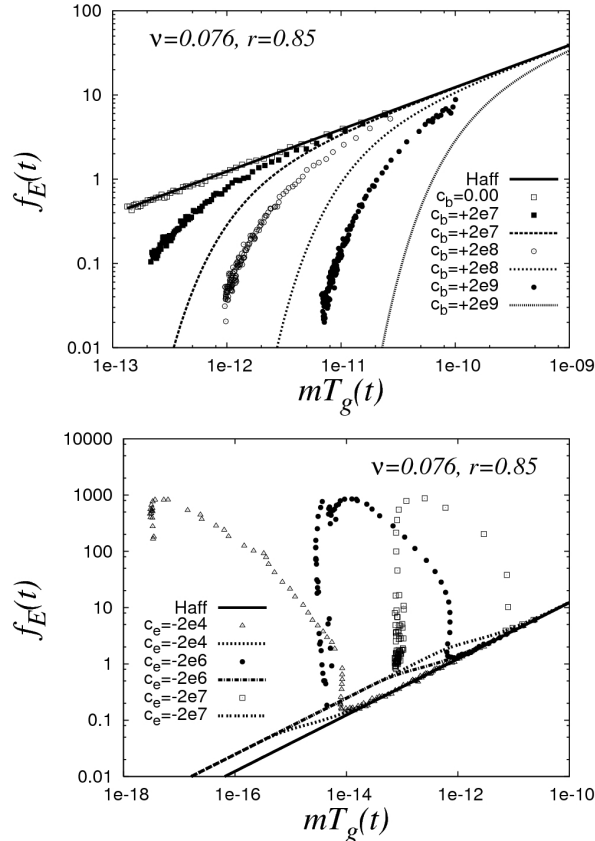 ν=0.076, r=0.85
100
10
1
0.1
0.01
f_E(t)
Haff
c_b=0.00
c_b=+2e7
c_b=+2e7
c_b=+2e8
c_b=+2e8
c_b=+2e9
c_b=+2e9
1e-13 1e-12 1e-11 1e-10 1e-09
mT_g(t)
ν=0.076, r=0.85
10000
1000
100
10
1
0.1
0.01
f_E(t)
Haff
c_e=-2e4
c_e=-2e4
c_e=-2e6
c_e=-2e6
c_e=-2e7
c_e=-2e7
1e-18 1e-16 1e-14 1e-12 1e-10
mT_g(t)